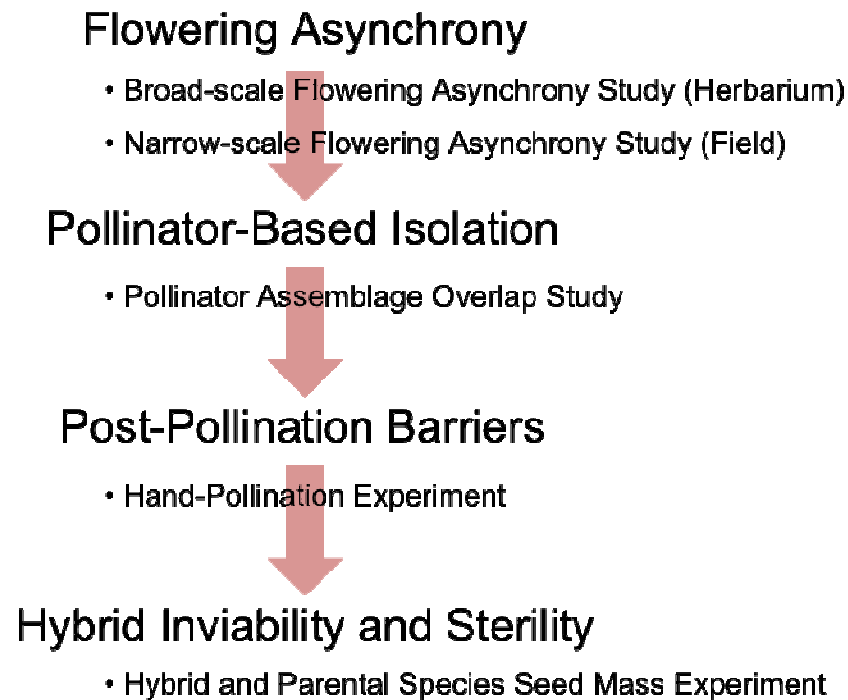 Flowering Asynchrony
• Broad-scale Flowering Asynchrony Study (Herbarium)
• Narrow-scale Flowering Asynchrony Study (Field)
Pollinator-Based Isolation
• Pollinator Assemblage Overlap Study
Post-Pollination Barriers
• Hand-Pollination Experiment
Hybrid Inviability and Sterility
• Hybrid and Parental Species Seed Mass Experiment